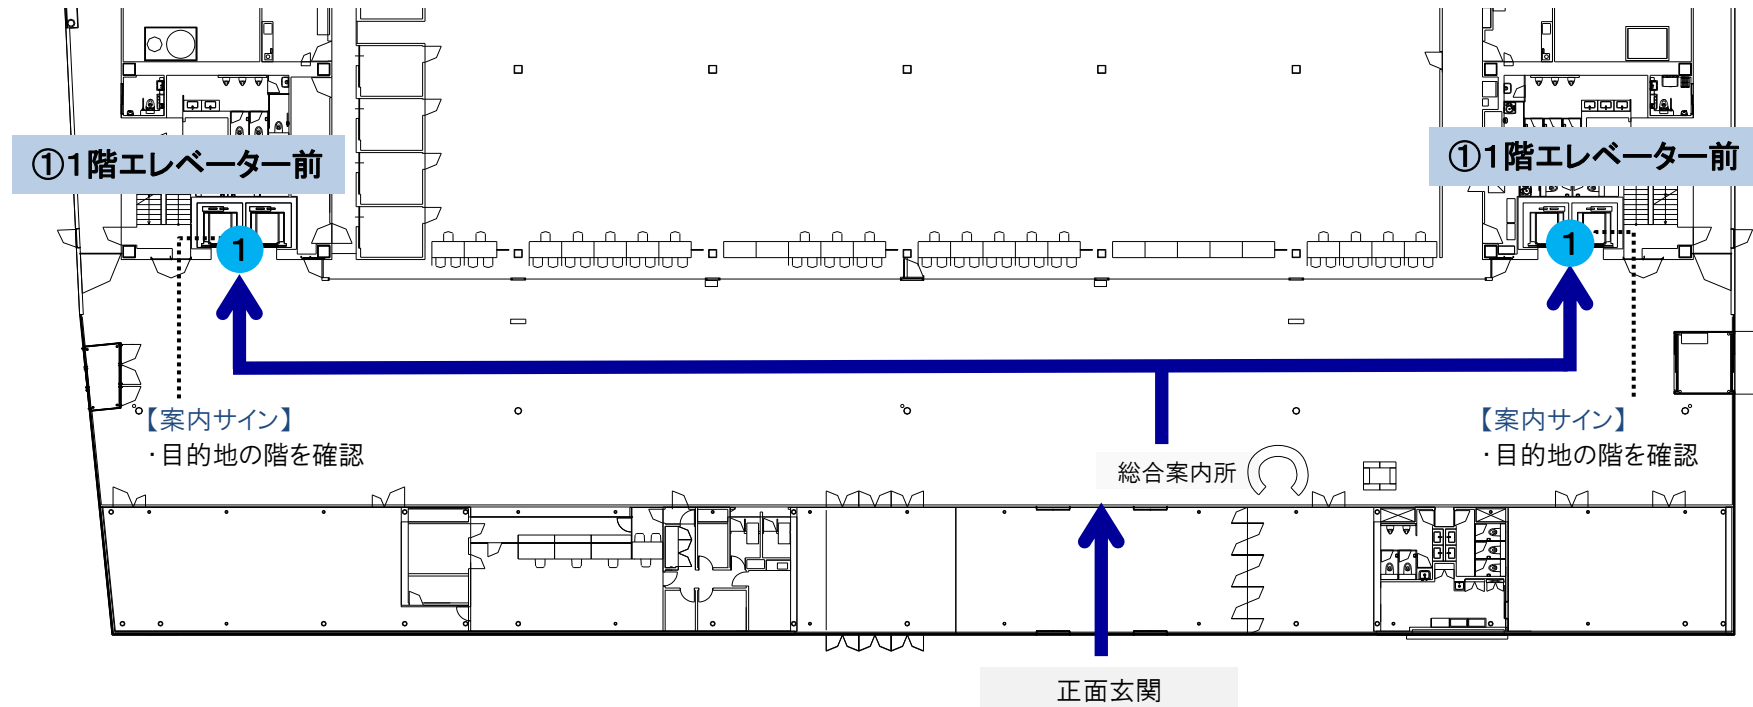 ①1階エレベーター前
①1階エレベーター前
1
1
【案内サイン】
・目的地の階を確認
【案内サイン】
・目的地の階を確認
総合案内所
正面玄関